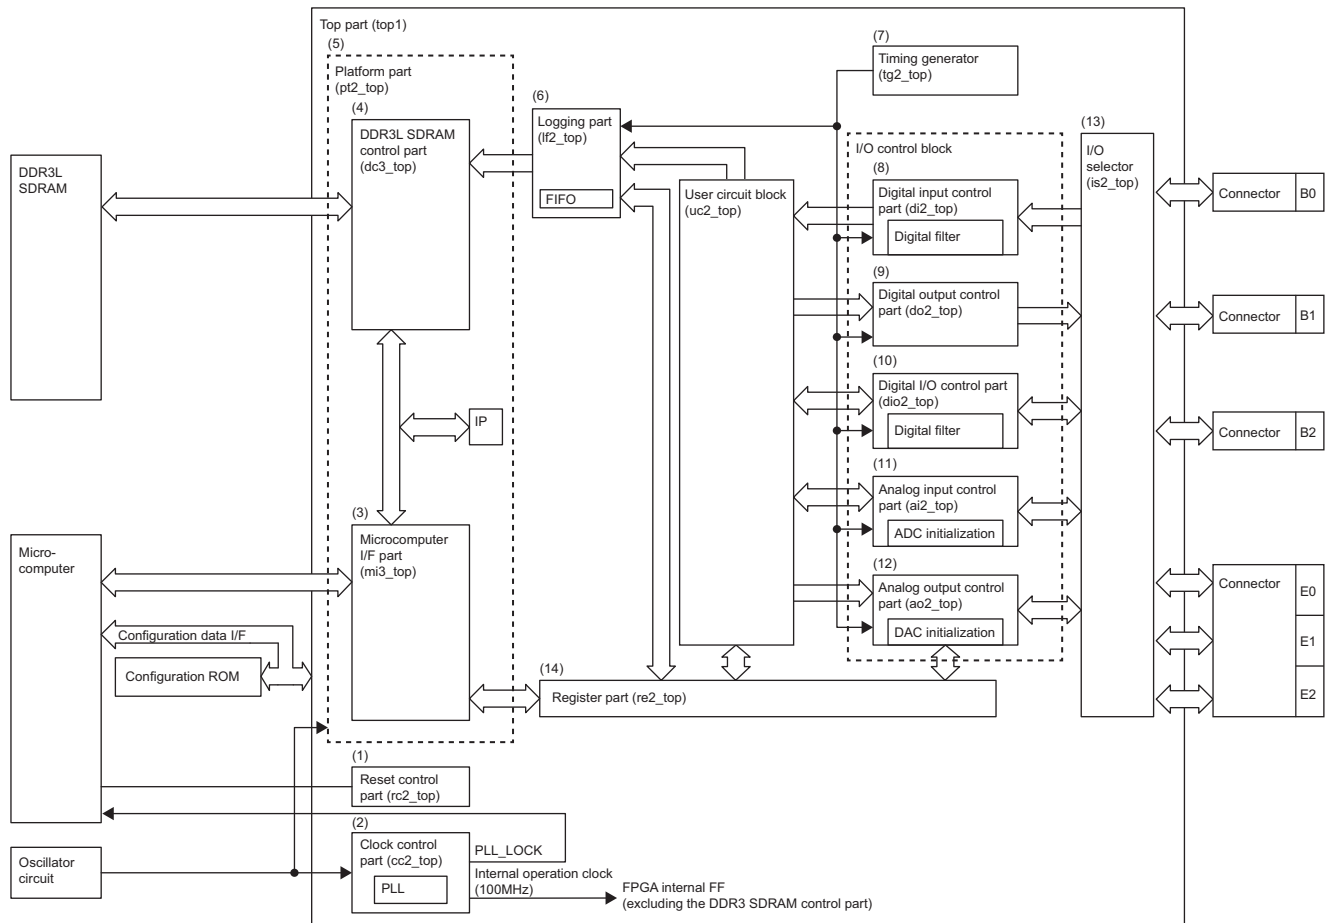 Top part (top1)
(5)
Platform part
(pt2_top)
(4)
DDR3L SDRAM
control part
(dc3_top)
(6)
Logging part
(lf2_top)
FIFO
(7)
Timing generator
(tg2_top)
I/O control block
(8)
Digital input control
part (di2_top)
Digital filter
(9)
Digital output control
part (do2_top)
(10)
Digital I/O control part
(dio2_top)
Digital filter
(11)
Analog input control
part (ai2_top)
ADC initialization
(12)
Analog output control
part (ao2_top)
DAC initialization
(13)
I/O
selector
(is2_top)
User circuit block
(uc2_top)
DDR3L
SDRAM
Connector B0
Connector B1
Connector B2
Connector
E0
E1
E2
IP
(3)
Microcomputer
I/F part
(mi3_top)
Micro-
computer
Configuration data I/F
Configuration ROM
(14)
Register part (re2_top)
(1)
Reset control
part (rc2_top)
(2)
Clock control
part (cc2_top)
PLL
Oscillator
circuit
PLL_LOCK
Internal operation clock
(100MHz)
FPGA internal FF
(excluding the DDR3 SDRAM control part)